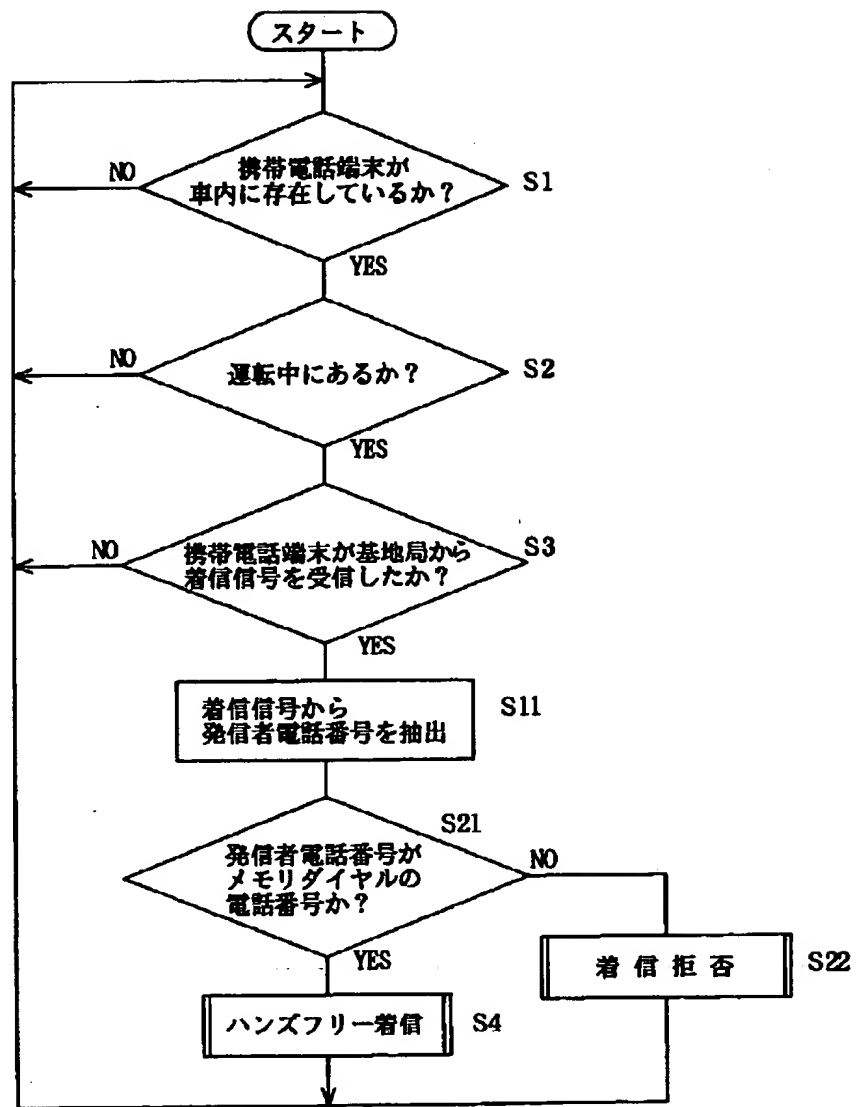 スタート
携帯電話端末が
車内に存在しているか？
NO
S1
YES
運転中にあるか？
NO
S2
YES
携帯電話端末が基地局から
着信信号を受信したか？
NO
S3
YES
着信信号から
発信者電話番号を抽出
S11
S21
発信者電話番号が
メモリダイヤルの
電話番号か？
NO
YES
着信拒否
S22
ハンズフリー着信
S4